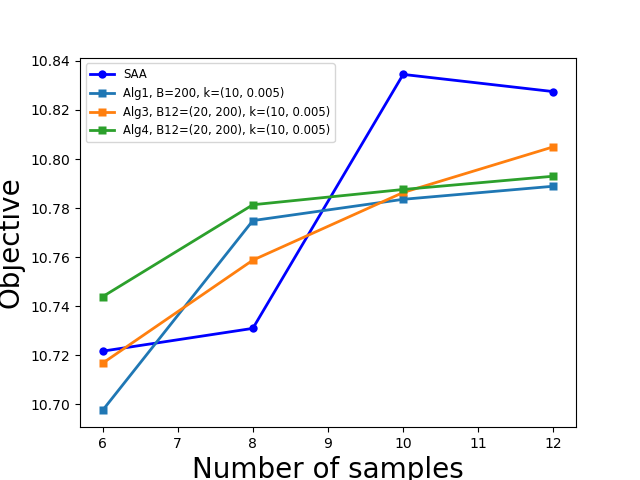 10.84
10.82
10.80
10.78
10.76
10.74
10.72
10.70
Objective
SAA
Alg1, B=200, k=(10, 0.005)
Alg3, B12=(20, 200), k=(10, 0.005)
Alg4, B12=(20, 200), k=(10, 0.005)
6 7 8 9 10 11 12
Number of samples